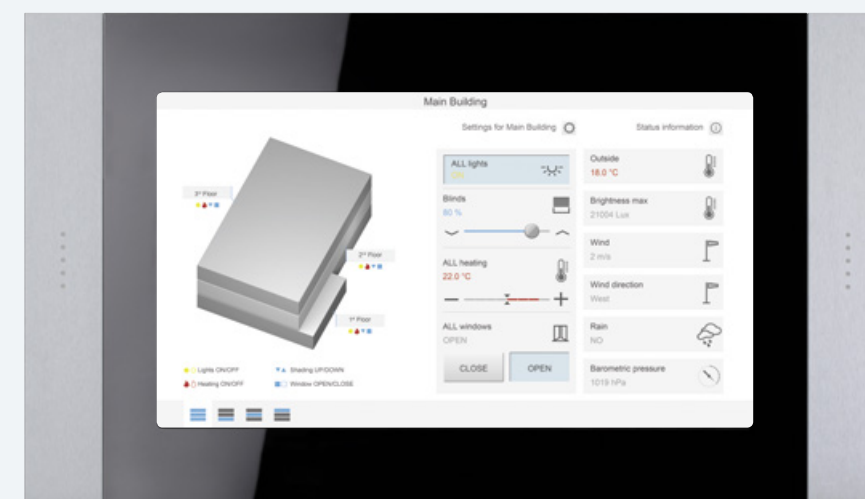 Main Building
Settings for Main Building
Status information
3rd Floor
2nd Floor
1st Floor
Lights ON/OFF
Shading UP/DOWN
Heating ON/OFF
Window OPEN/CLOSE
ALL lights
Blinds
80 %
ALL heating
22.0 °C
ALL windows
OPEN
CLOSE
OPEN
Outside
18.0 °C
Brightness max
21004 Lux
Wind
2 m/s
Wind direction
West
Rain
NO
Barometric pressure
1019 hPa